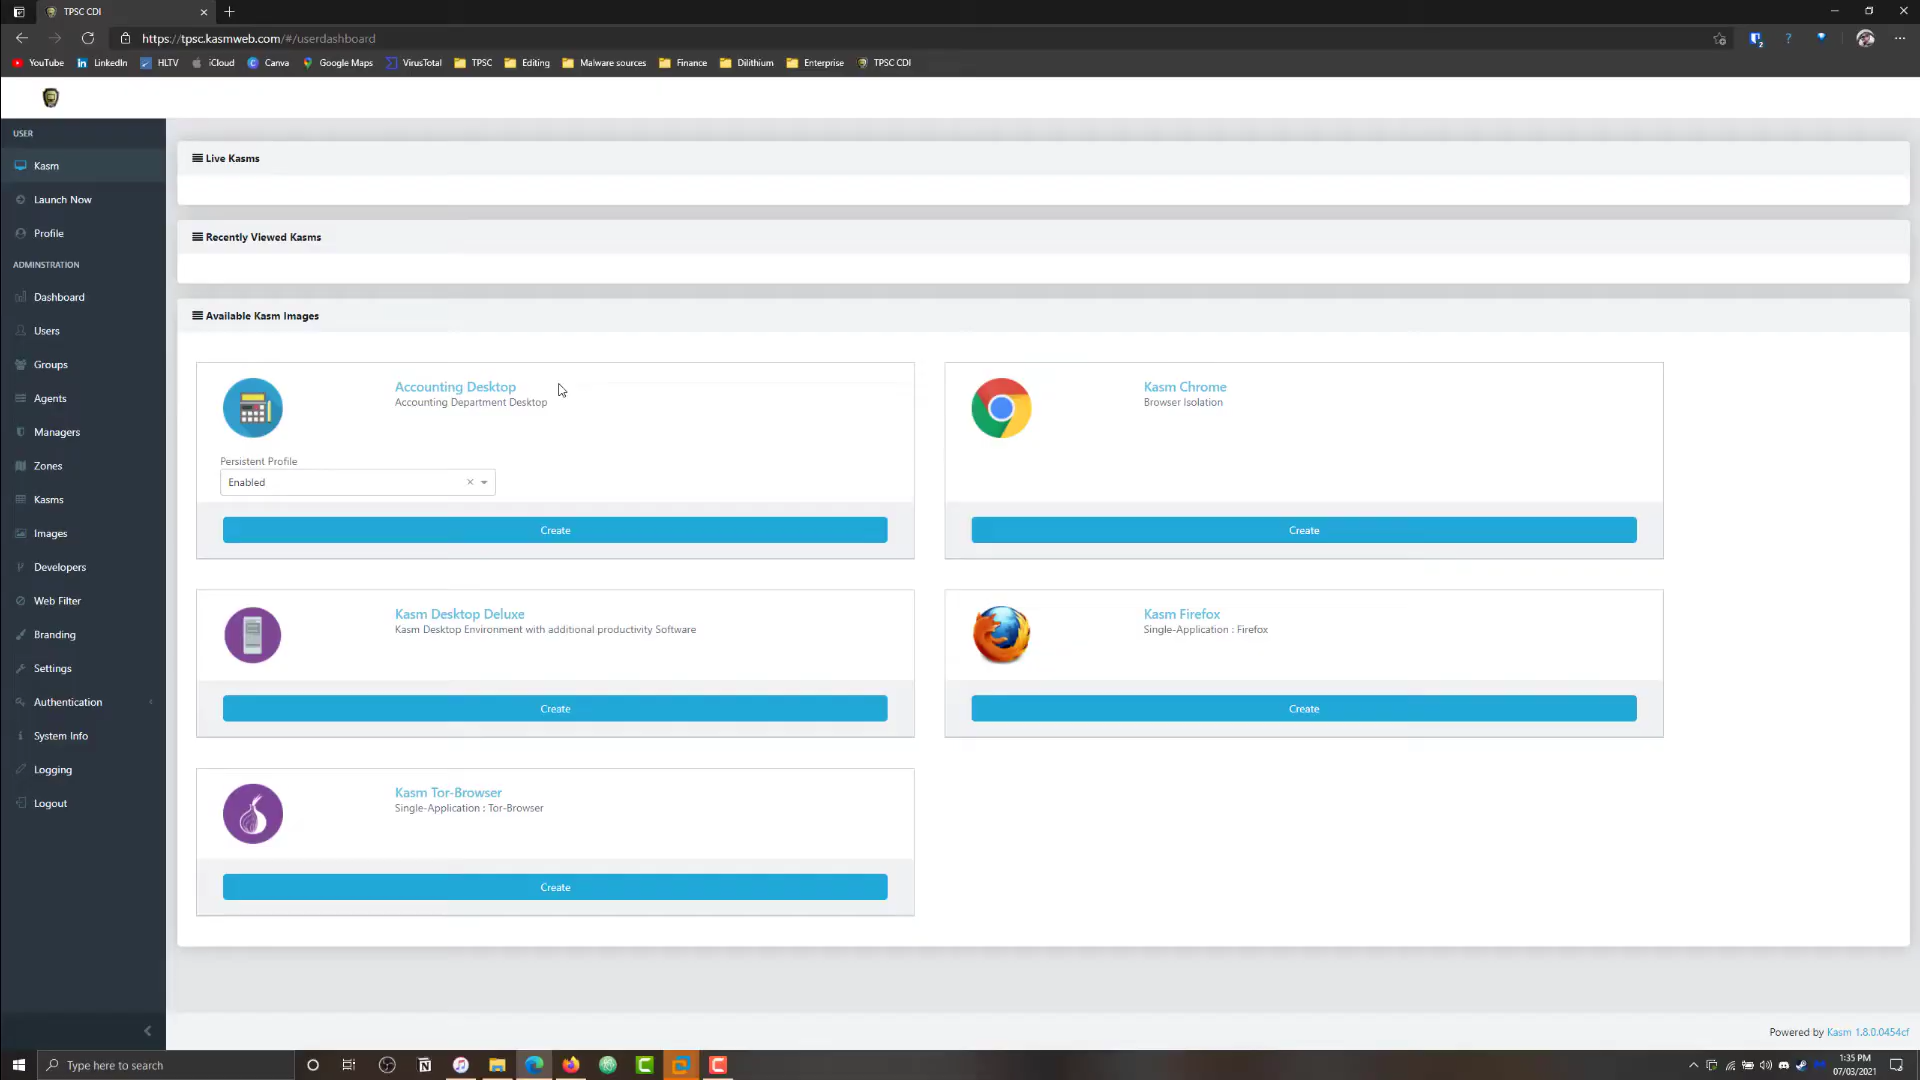 TPSC CDI
https://tpsc.kasmweb.com/#/userdashboard
YouTube LinkedIn HLTV iCloud Canva Google Maps VirusTotal TPSC Editing Malware sources Finance Dilithium Enterprise TPSC CDI
USER
Kasm
Launch Now
Profile
ADMINSTRATION
Dashboard
Users
Groups
Agents
Managers
Zones
Kasms
Images
Developers
Web Filter
Branding
Settings
Authentication
System Info
Logging
Logout
Live Kasms
Recently Viewed Kasms
Available Kasm Images
Accounting Desktop
Accounting Department Desktop
Persistent Profile
Enabled
Create
Kasm Chrome
Browser Isolation
Create
Kasm Desktop Deluxe
Kasm Desktop Environment with additional productivity Software
Create
Kasm Firefox
Single-Application : Firefox
Create
Kasm Tor-Browser
Single-Application : Tor-Browser
Create
Powered by Kasm 1.8.0.0454cf
Type here to search
1:35 PM
07/03/2021